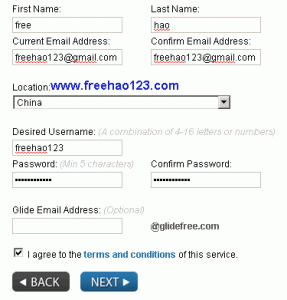 First Name: Last Name:
free hao
Current Email Address: Confirm Email Address:
freehao123@gmail.com freehao123@gmail.com
Location: www.freehao123.com
China
Desired Username: (A combination of 4-16 letters or numbers)
freehao123
Password: (Min 5 characters) Confirm Password:
•••••••••••• ••••••••••••
Glide Email Address: (Optional)
@glidefree.com
I agree to the terms and conditions of this service.
BACK NEXT